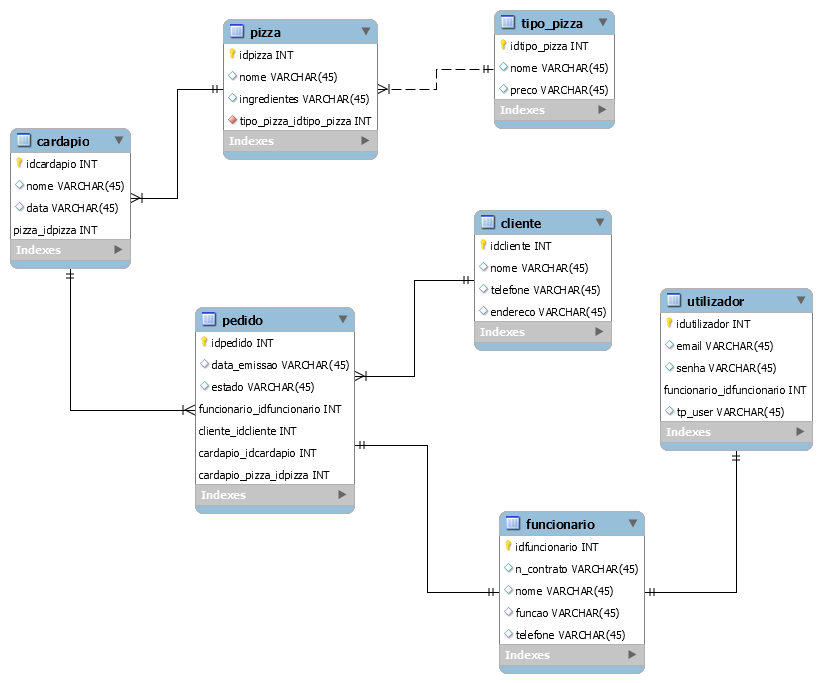 pizza
idpizza INT
nome VARCHAR(45)
ingredientes VARCHAR(45)
tipo_pizza_idtipo_pizza INT
Indexes
tipo_pizza
idtipo_pizza INT
nome VARCHAR(45)
preco VARCHAR(45)
Indexes
cardapio
idcardapio INT
nome VARCHAR(45)
data VARCHAR(45)
pizza_idpizza INT
Indexes
cliente
idcliente INT
nome VARCHAR(45)
telefone VARCHAR(45)
endereco VARCHAR(45)
Indexes
pedido
idpedido INT
data_emissao VARCHAR(45)
estado VARCHAR(45)
funcionario_idfuncionario INT
cliente_idcliente INT
cardapio_idcardapio INT
cardapio_pizza_idpizza INT
Indexes
utilizador
idutilizador INT
email VARCHAR(45)
senha VARCHAR(45)
funcionario_idfuncionario INT
tp_user VARCHAR(45)
Indexes
funcionario
idfuncionario INT
n_contrato VARCHAR(45)
nome VARCHAR(45)
funcao VARCHAR(45)
telefone VARCHAR(45)
Indexes